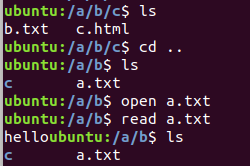 ubuntu:/a/b/c$ ls
b.txt   c.html
ubuntu:/a/b/c$ cd ..
ubuntu:/a/b$ ls
c       a.txt
ubuntu:/a/b$ open a.txt
ubuntu:/a/b$ read a.txt
helloubuntu:/a/b$ ls
c       a.txt